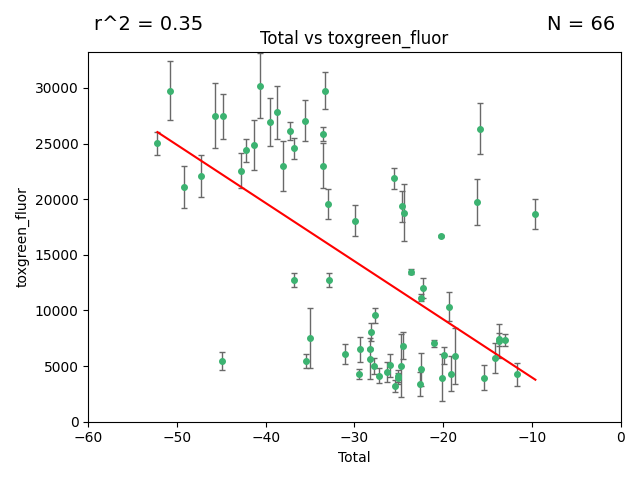 r^2 = 0.35
N = 66
Total vs toxgreen_fluor
30000
25000
20000
15000
10000
5000
0
toxgreen_fluor
−60
−50
−40
−30
−20
−10
0
Total